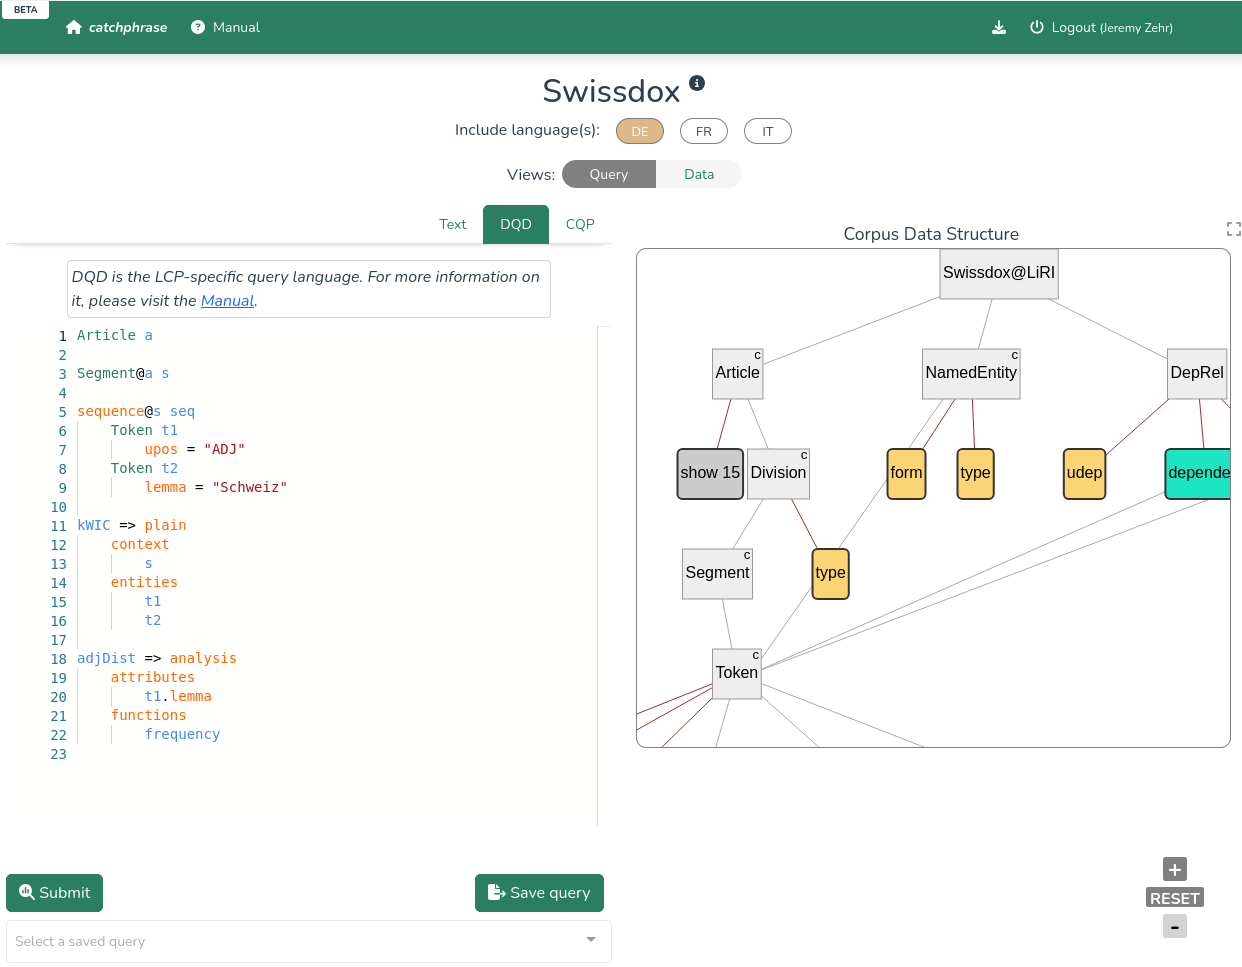 BETA
catchphrase Manual Logout (Jeremy Zehr)
Swissdox
Include language(s): DE FR IT
Views: Query Data
Text DQD CQP
DQD is the LCP-specific query language. For more information on
it, please visit the Manual.
1 Article a
2
3 Segment@a s
4
5 sequence@s seq
6 Token t1
7 upos = "ADJ"
8 Token t2
9 lemma = "Schweiz"
10
11 kWIC => plain
12 context
13 s
14 entities
15 t1
16 t2
17
18 adjDist => analysis
19 attributes
20 t1.lemma
21 functions
22 frequency
23
Submit Save query
Select a saved query
Corpus Data Structure
Swissdox@LiRI
c c
Article NamedEntity DepRel
c
show 15 Division form type udep depende
c
Segment type
c
Token
+
RESET
-